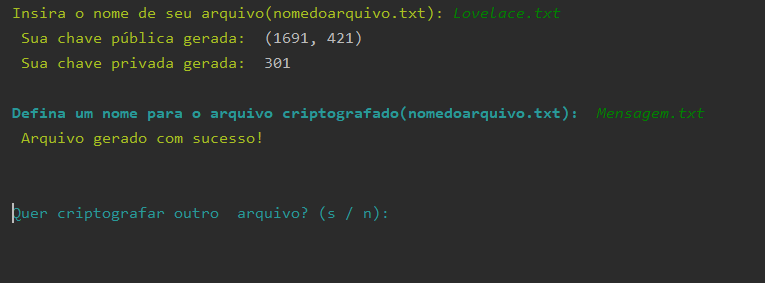 Insira o nome de seu arquivo(nomedoarquivo.txt): Lovelace.txt
Sua chave pública gerada: (1691, 421)
Sua chave privada gerada: 301
Defina um nome para o arquivo criptografado(nomedoarquivo.txt): Mensagem.txt
Arquivo gerado com sucesso!
Quer criptografar outro arquivo? (s / n):